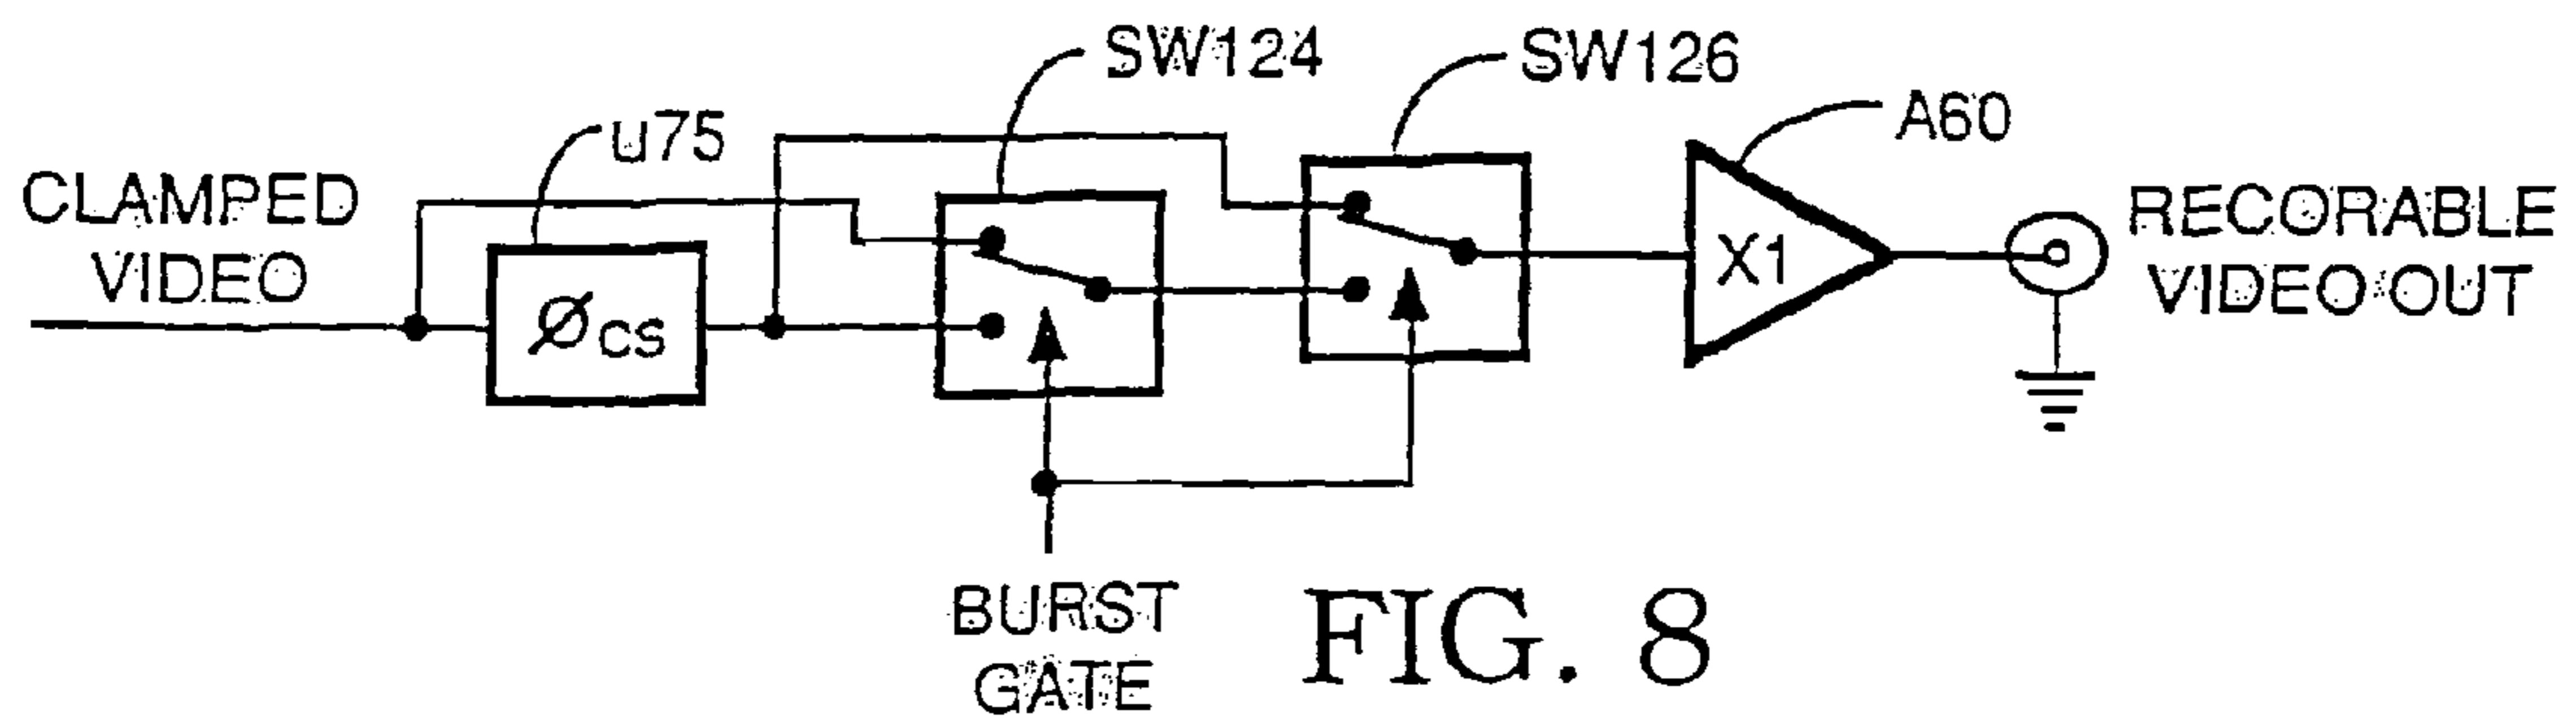 SW124
SW126
u75
A60
CLAMPED
VIDEO
ØCS
X1
RECORABLE
VIDEO OUT
BURST
GATE
FIG. 8